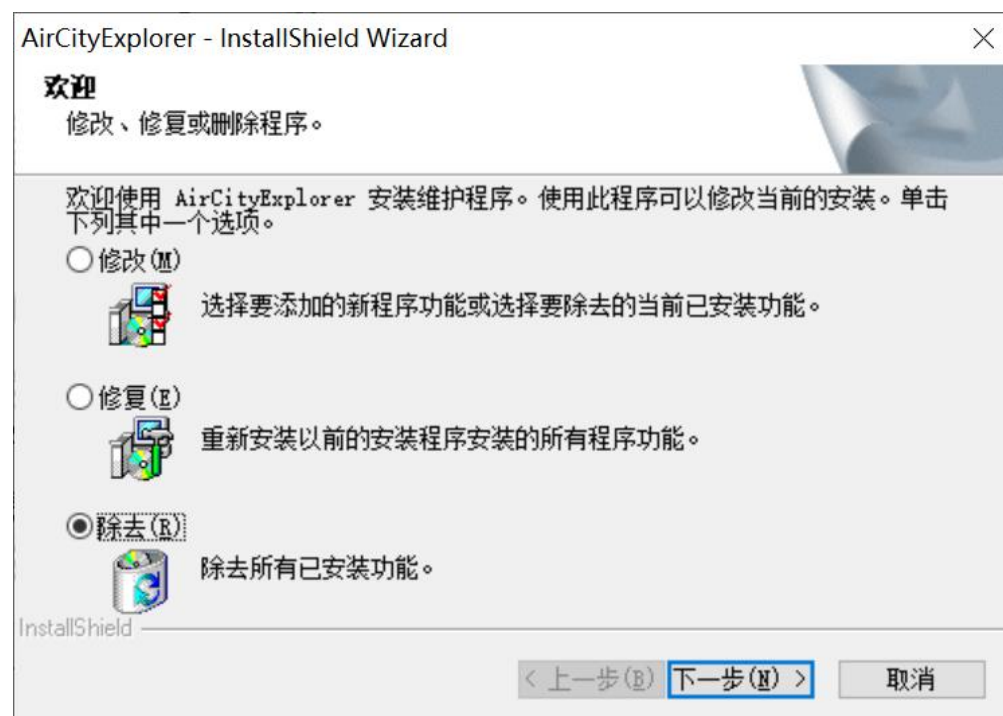 AirCityExplorer - InstallShield Wizard
欢迎
修改、修复或删除程序。
欢迎使用 AirCityExplorer 安装维护程序。使用此程序可以修改当前的安装。单击
下列其中一个选项。
修改(M)
选择要添加的新程序功能或选择要除去的当前已安装功能。
修复(E)
重新安装以前的安装程序安装的所有程序功能。
除去(R)
除去所有已安装功能。
InstallShield
< 上一步(B) 下一步(N) > 取消